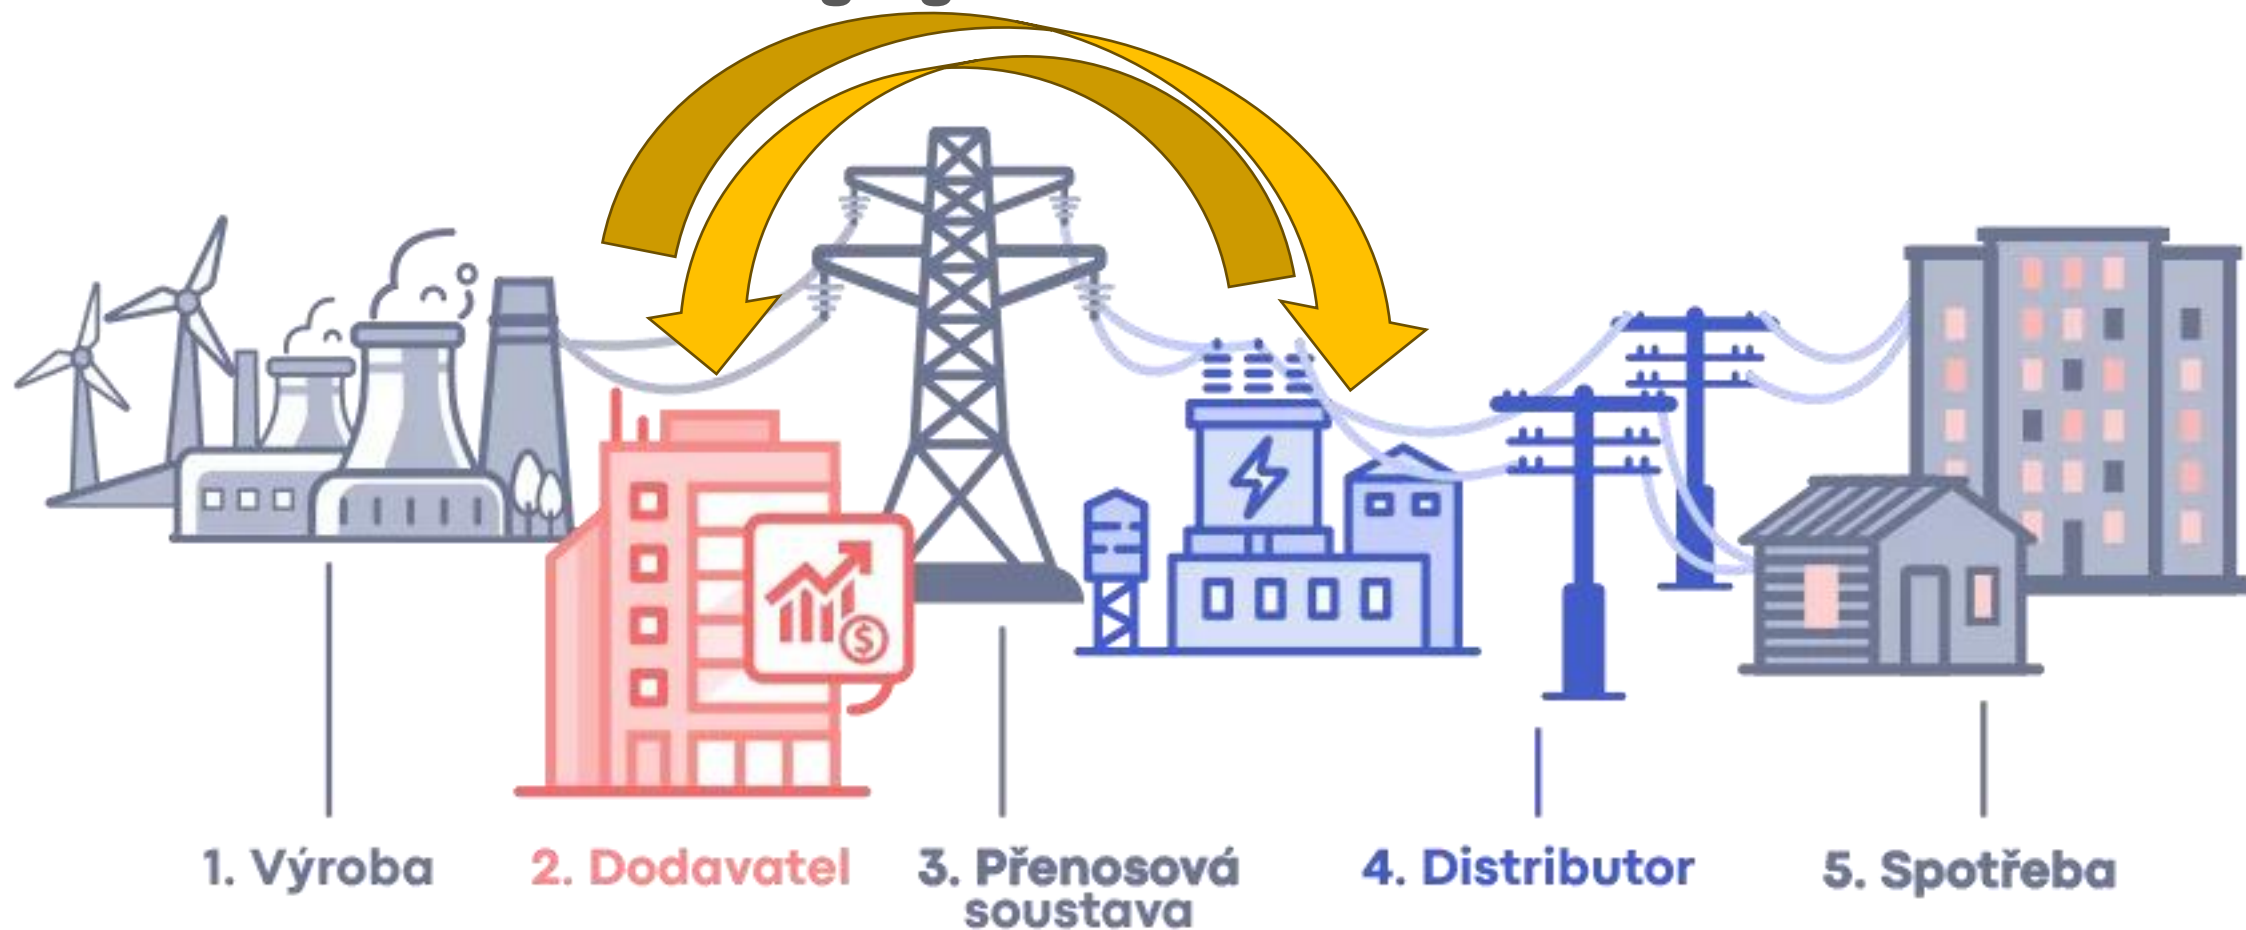 $
1. Výroba
2. Dodavatel
3. Přenosová
soustava
4. Distributor
5. Spotřeba